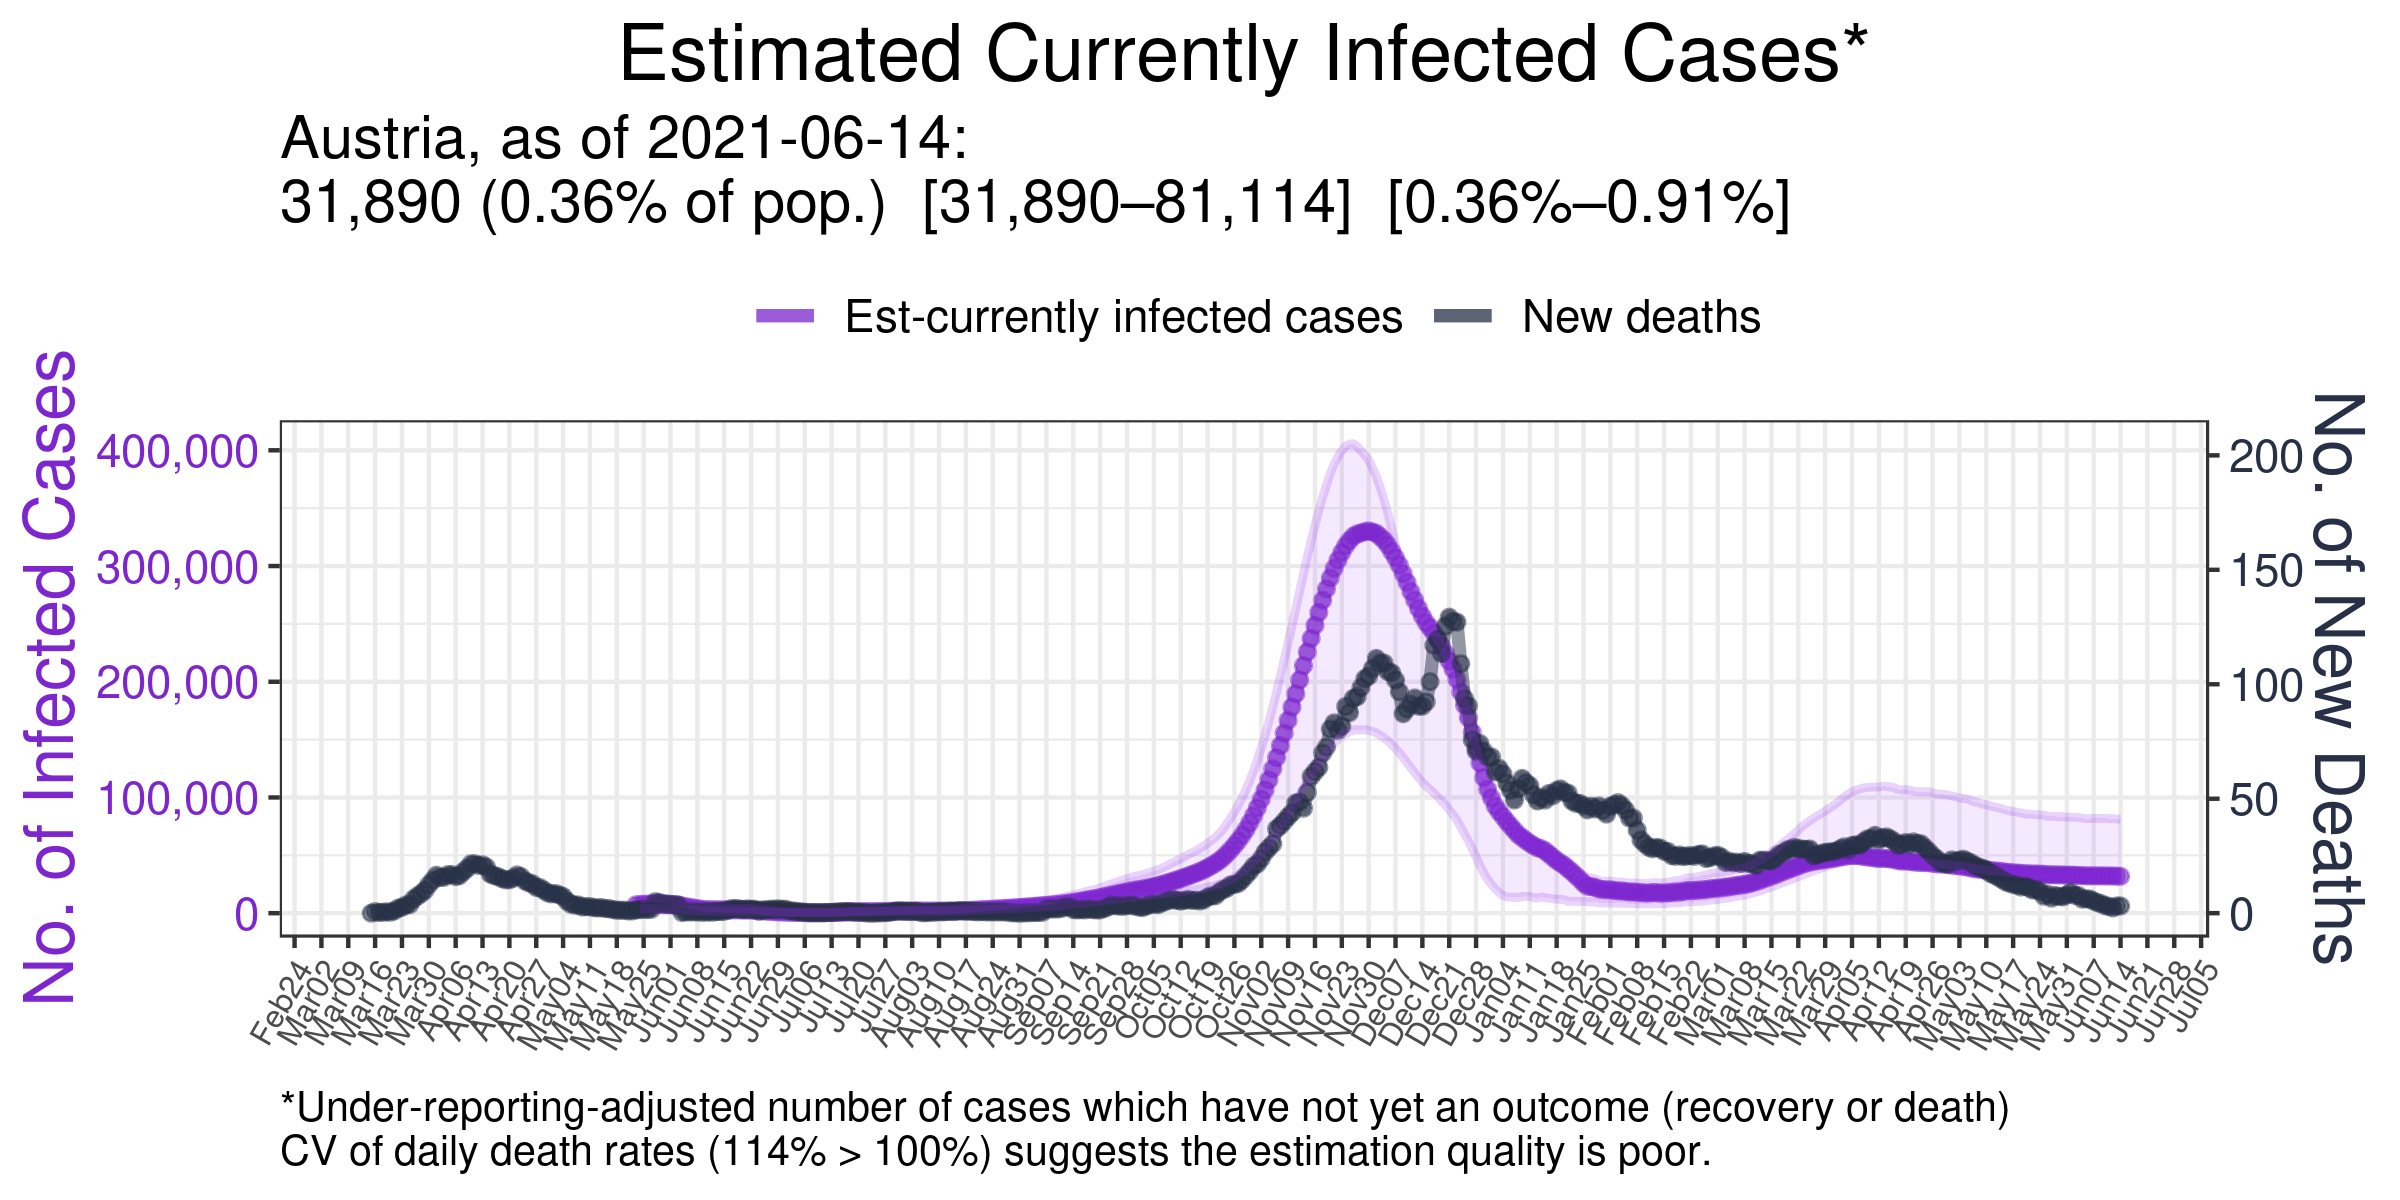 Estimated Currently Infected Cases*
Austria, as of 2021-06-14:
31,890 (0.36% of pop.) [31,890–81,114] [0.36%–0.91%]
Est-currently infected cases
New deaths
No. of Infected Cases
400,000
300,000
200,000
100,000
0
No. of New Deaths
200
150
100
50
0
Feb24
Mar02
Mar09
Mar16
Mar23
Mar30
Apr06
Apr13
Apr20
Apr27
May04
May11
May18
May25
Jun01
Jun08
Jun15
Jun22
Jun29
Jul06
Jul13
Jul20
Jul27
Aug03
Aug10
Aug17
Aug24
Aug31
Sep07
Sep14
Sep21
Sep28
Oct05
Oct12
Oct19
Oct26
Nov02
Nov09
Nov16
Nov23
Nov30
Dec07
Dec14
Dec21
Dec28
Jan04
Jan11
Jan18
Jan25
Feb01
Feb08
Feb15
Feb22
Mar01
Mar08
Mar15
Mar22
Mar29
Apr05
Apr12
Apr19
Apr26
May03
May10
May17
May24
May31
Jun07
Jun14
Jun21
Jun28
Jul05
*Under-reporting-adjusted number of cases which have not yet an outcome (recovery or death)
CV of daily death rates (114% > 100%) suggests the estimation quality is poor.